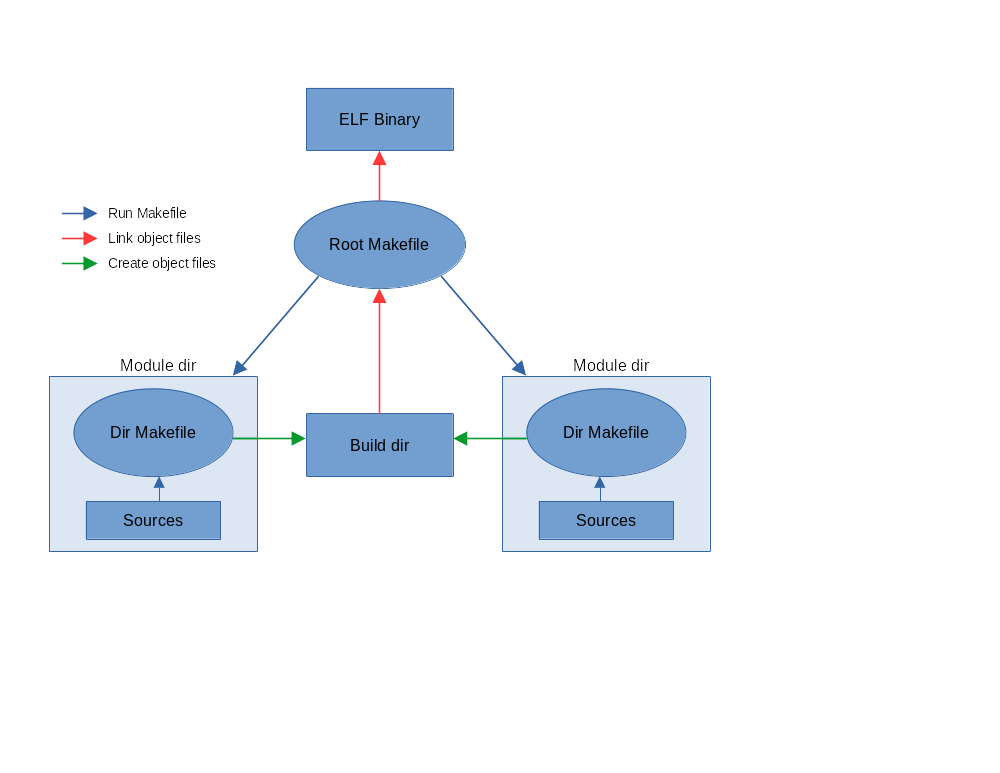 ELF Binary
Run Makefile
Link object files
Create object files
Root Makefile
Module dir
Dir Makefile
Sources
Build dir
Module dir
Dir Makefile
Sources